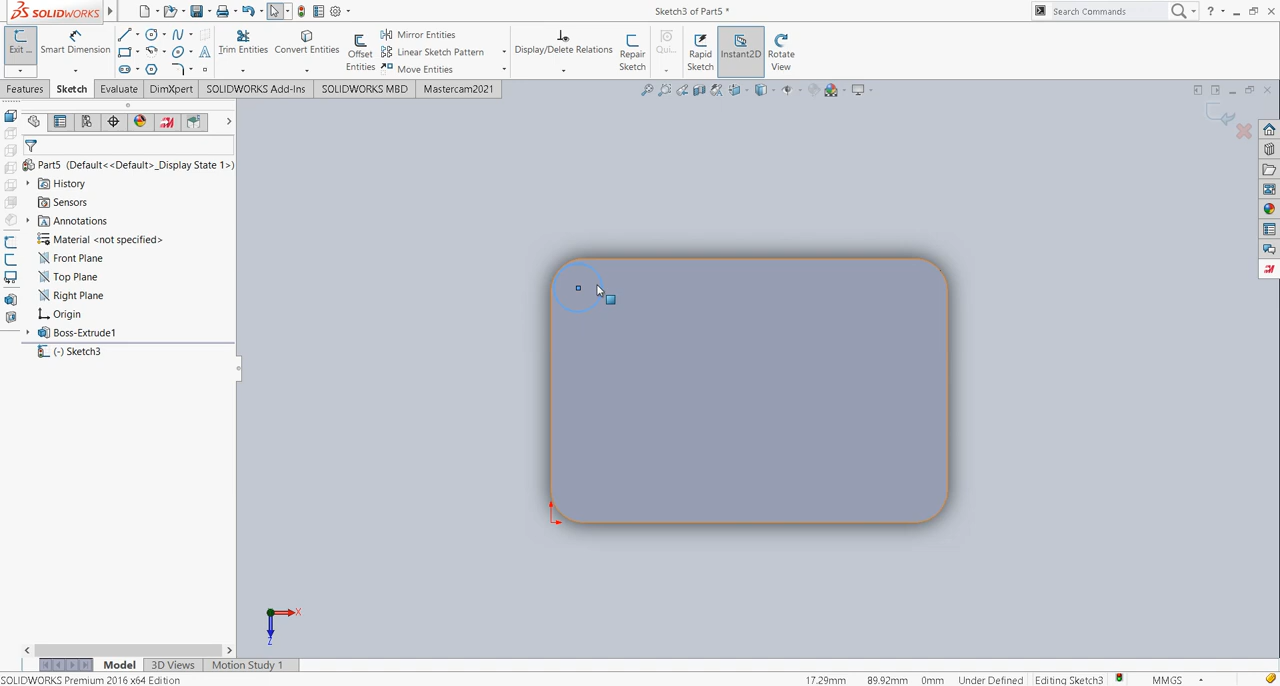 SOLIDWORKS
Sketch3 of Part5 *
Search Commands
Exit ...
Smart Dimension
Trim Entities
Convert Entities
Offset
Entities
Mirror Entities
Linear Sketch Pattern
Move Entities
Display/Delete Relations
Repair
Sketch
Qui...
Rapid
Sketch
Instant2D
Rotate
View
Features
Sketch
Evaluate
DimXpert
SOLIDWORKS Add-Ins
SOLIDWORKS MBD
Mastercam2021
Part5 (Default<<Default>_Display State 1>)
History
Sensors
Annotations
Material <not specified>
Front Plane
Top Plane
Right Plane
Origin
Boss-Extrude1
(-) Sketch3
X
Z
Model
3D Views
Motion Study 1
SOLIDWORKS Premium 2016 x64 Edition
17.29mm
89.92mm
0mm
Under Defined
Editing Sketch3
MMGS